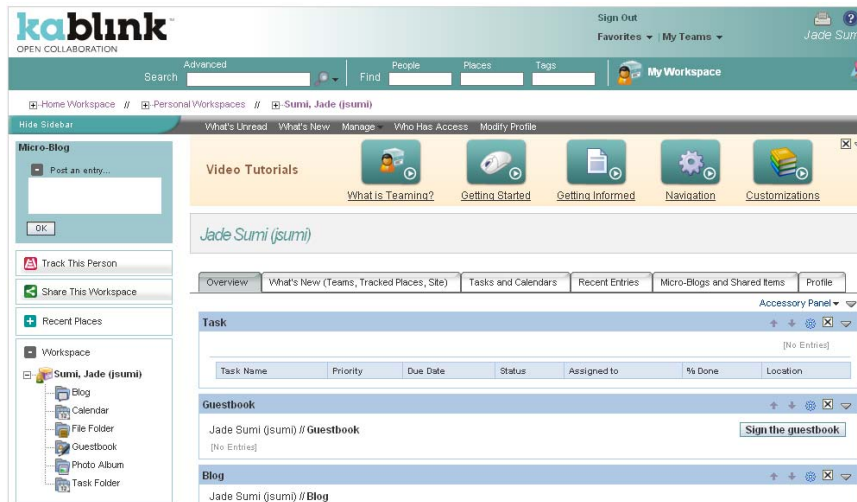 kablink™
OPEN COLLABORATION
Sign Out
Favorites My Teams
Jade Sum
Advanced People Places Tags
Search Find My Workspace
Home Workspace // Personal Workspaces // Sumi, Jade (jsumi)
Hide Sidebar What's Unread What's New Manage Who Has Access Modify Profile
Micro-Blog
Post an entry...
OK
Video Tutorials
What is Teaming? Getting Started Getting Informed Navigation Customizations
Jade Sumi (jsumi)
Track This Person
Share This Workspace
Recent Places
Workspace
Sumi, Jade (jsumi)
Blog
Calendar
File Folder
Guestbook
Photo Album
Task Folder
Overview What's New (Teams, Tracked Places, Site) Tasks and Calendars Recent Entries Micro-Blogs and Shared Items Profile
Accessory Panel
Task
[No Entries]
Task Name Priority Due Date Status Assigned to % Done Location
Guestbook
Jade Sumi (jsumi) // Guestbook Sign the guestbook
[No Entries]
Blog
Jade Sumi (jsumi) // Blog